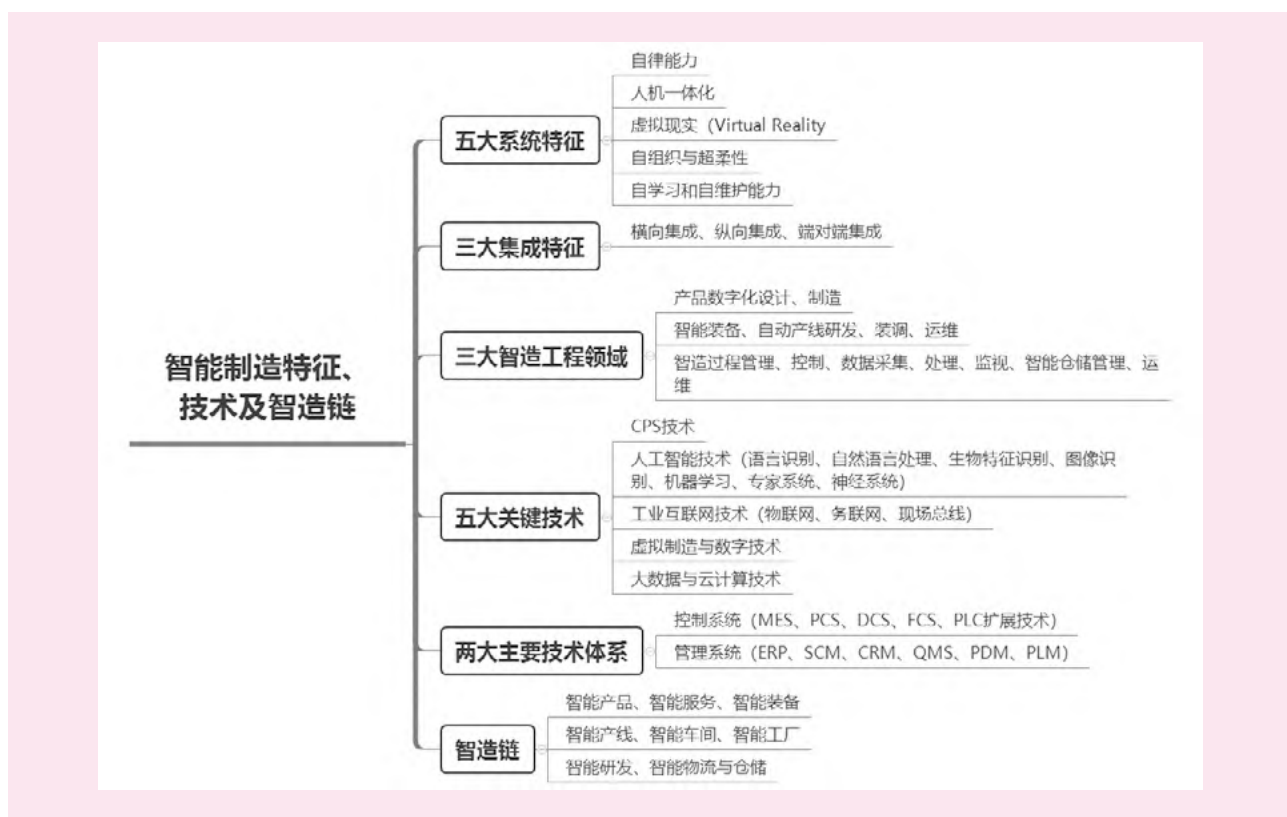 智能制造特征、
技术及智造链
五大系统特征
自律能力
人机一体化
虚拟现实（Virtual Reality
自组织与超柔性
自学习和自维护能力
三大集成特征
横向集成、纵向集成、端对端集成
三大智造工程领域
产品数字化设计、制造
智能装备、自动产线研发、装调、运维
智造过程管理、控制、数据采集、处理、监视、智能仓储管理、运
维
五大关键技术
CPS技术
人工智能技术（语言识别、自然语言处理、生物特征识别、图像识
别、机器学习、专家系统、神经系统）
工业互联网技术（物联网、务联网、现场总线）
虚拟制造与数字技术
大数据与云计算技术
两大主要技术体系
控制系统（MES、PCS、DCS、FCS、PLC扩展技术）
管理系统（ERP、SCM、CRM、QMS、PDM、PLM）
智造链
智能产品、智能服务、智能装备
智能产线、智能车间、智能工厂
智能研发、智能物流与仓储